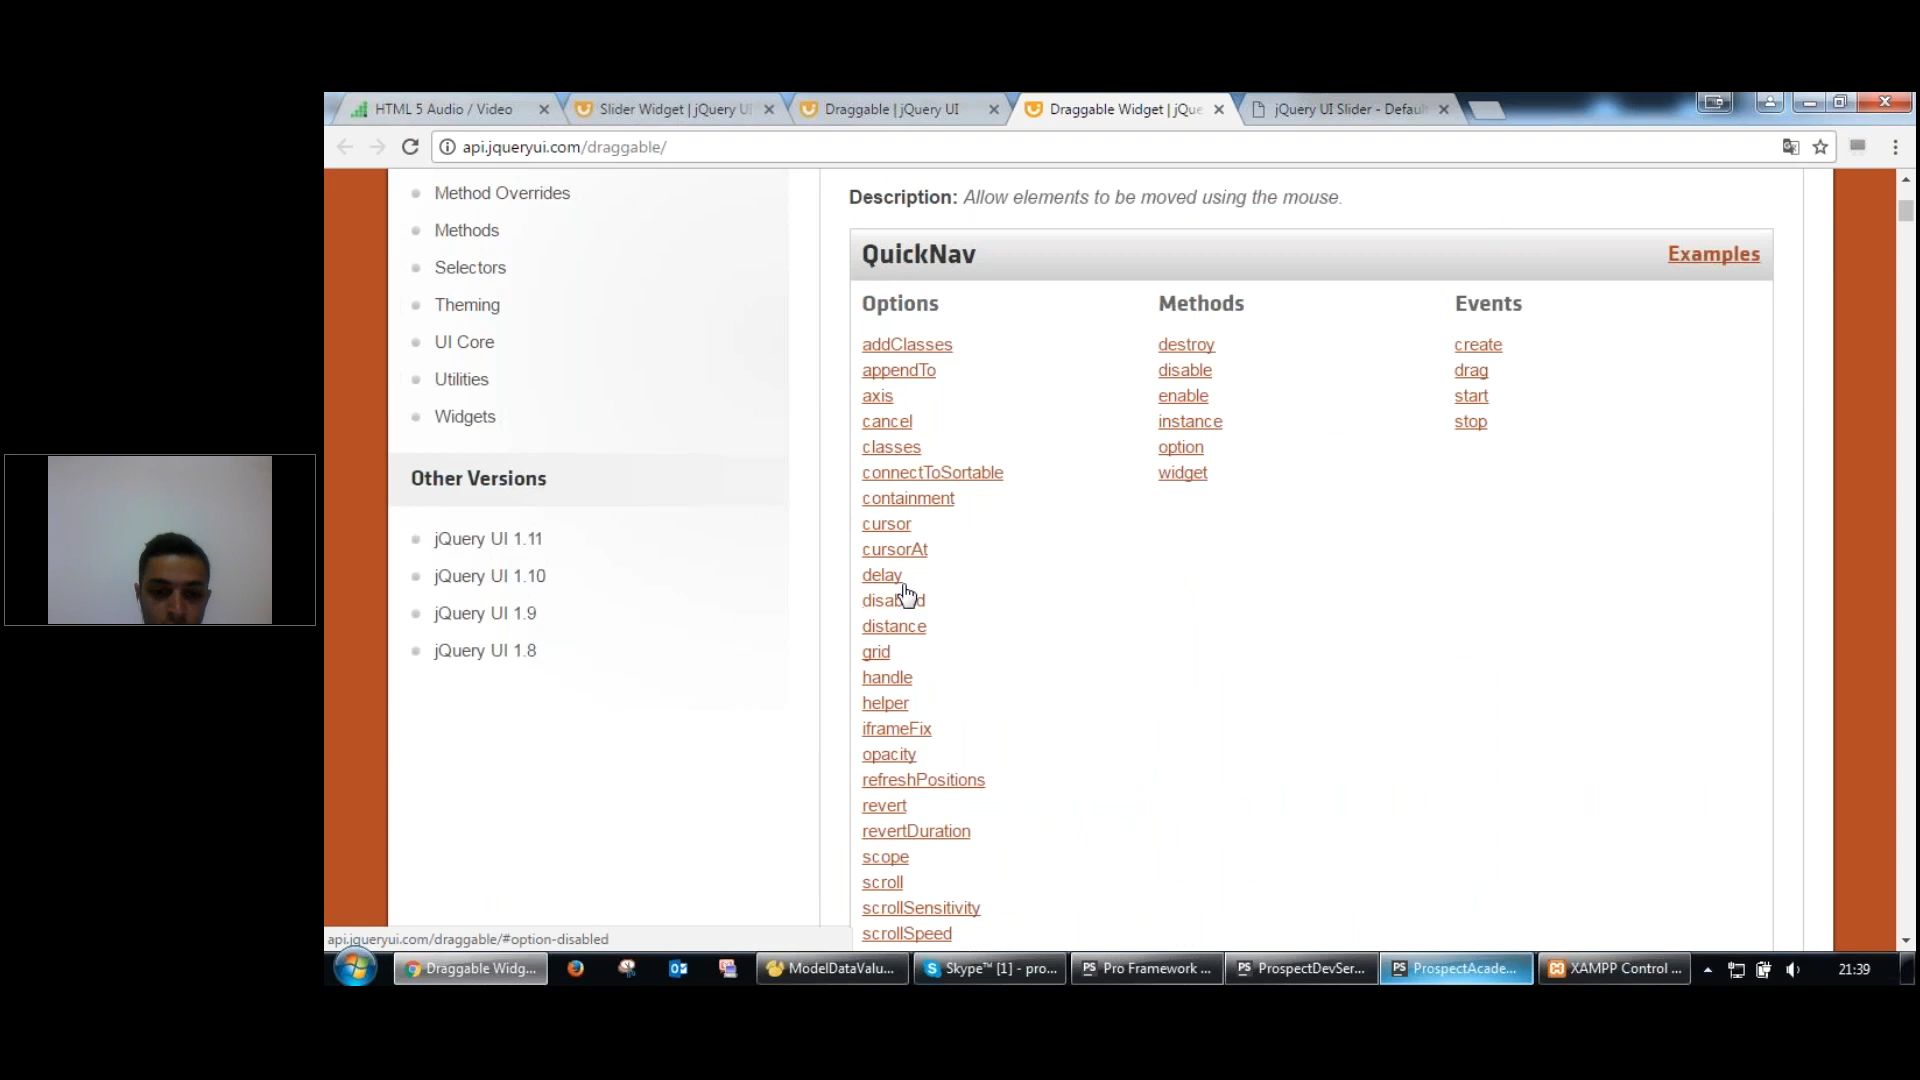 HTML 5 Audio / Video
Slider Widget | jQuery UI
Draggable | jQuery UI
Draggable Widget | jQue
jQuery UI Slider - Defaul
api.jqueryui.com/draggable/
Method Overrides
Methods
Selectors
Theming
UI Core
Utilities
Widgets
Other Versions
jQuery UI 1.11
jQuery UI 1.10
jQuery UI 1.9
jQuery UI 1.8
Description: Allow elements to be moved using the mouse.
QuickNav
Examples
Options
addClasses
appendTo
axis
cancel
classes
connectToSortable
containment
cursor
cursorAt
delay
disabled
distance
grid
handle
helper
iframeFix
opacity
refreshPositions
revert
revertDuration
scope
scroll
scrollSensitivity
scrollSpeed
Methods
destroy
disable
enable
instance
option
widget
Events
create
drag
start
stop
api.jqueryui.com/draggable/#option-disabled
Draggable Widg...
ModelDataValu...
Skype™ [1] - pro...
Pro Framework ...
ProspectDevSer...
ProspectAcade...
XAMPP Control ...
21:39